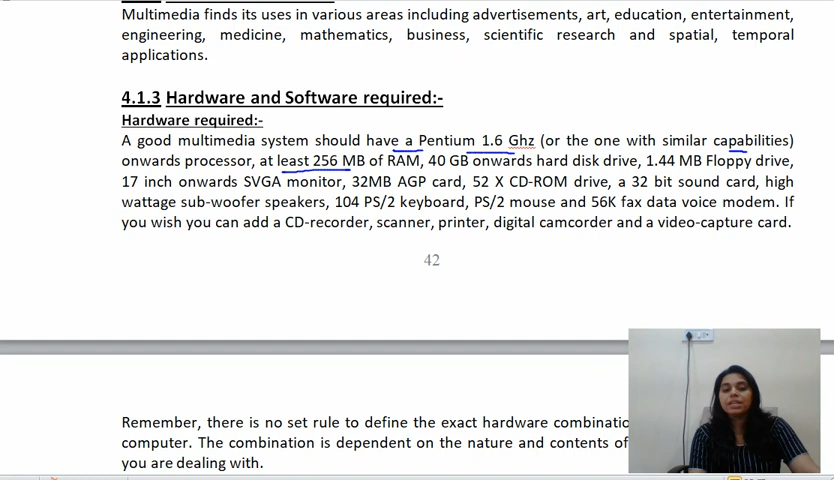 Multimedia finds its uses in various areas including advertisements, art, education, entertainment,
engineering, medicine, mathematics, business, scientific research and spatial, temporal
applications.
4.1.3 Hardware and Software required:-
Hardware required:-
A good multimedia system should have a Pentium 1.6 Ghz (or the one with similar capabilities)
onwards processor, at least 256 MB of RAM, 40 GB onwards hard disk drive, 1.44 MB Floppy drive,
17 inch onwards SVGA monitor, 32MB AGP card, 52 X CD-ROM drive, a 32 bit sound card, high
wattage sub-woofer speakers, 104 PS/2 keyboard, PS/2 mouse and 56K fax data voice modem. If
you wish you can add a CD-recorder, scanner, printer, digital camcorder and a video-capture card.
42
Remember, there is no set rule to define the exact hardware combinatio
computer. The combination is dependent on the nature and contents of
you are dealing with.